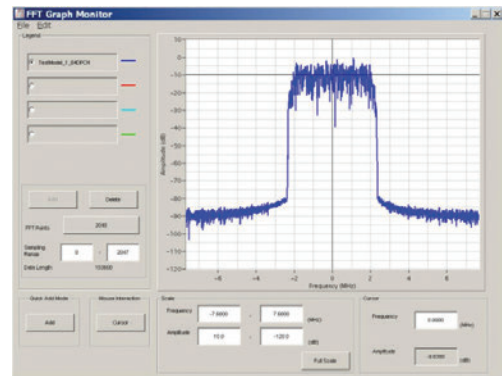 FFT Graph Monitor
File Edit
Legend
TestModel_1_64DPCH
Edit
Delete
FFT Points
2048
Sampling Range
0 - 2047
Data Length
153600
Quick Add Mode
Add
Mouse Interaction
Cursor
10
0
-10
-20
-30
-40
-50
-60
-70
-80
-90
-100
-110
-120
Amplitude (dB)
-6
-4
-2
0
2
4
6
Frequency (MHz)
Scale
Frequency
-7.6800 - 7.6800 (MHz)
Amplitude
10.0 - -120.0 (dB)
Full Scale
Cursor
Frequency
0.0000 (MHz)
Amplitude
(dB)